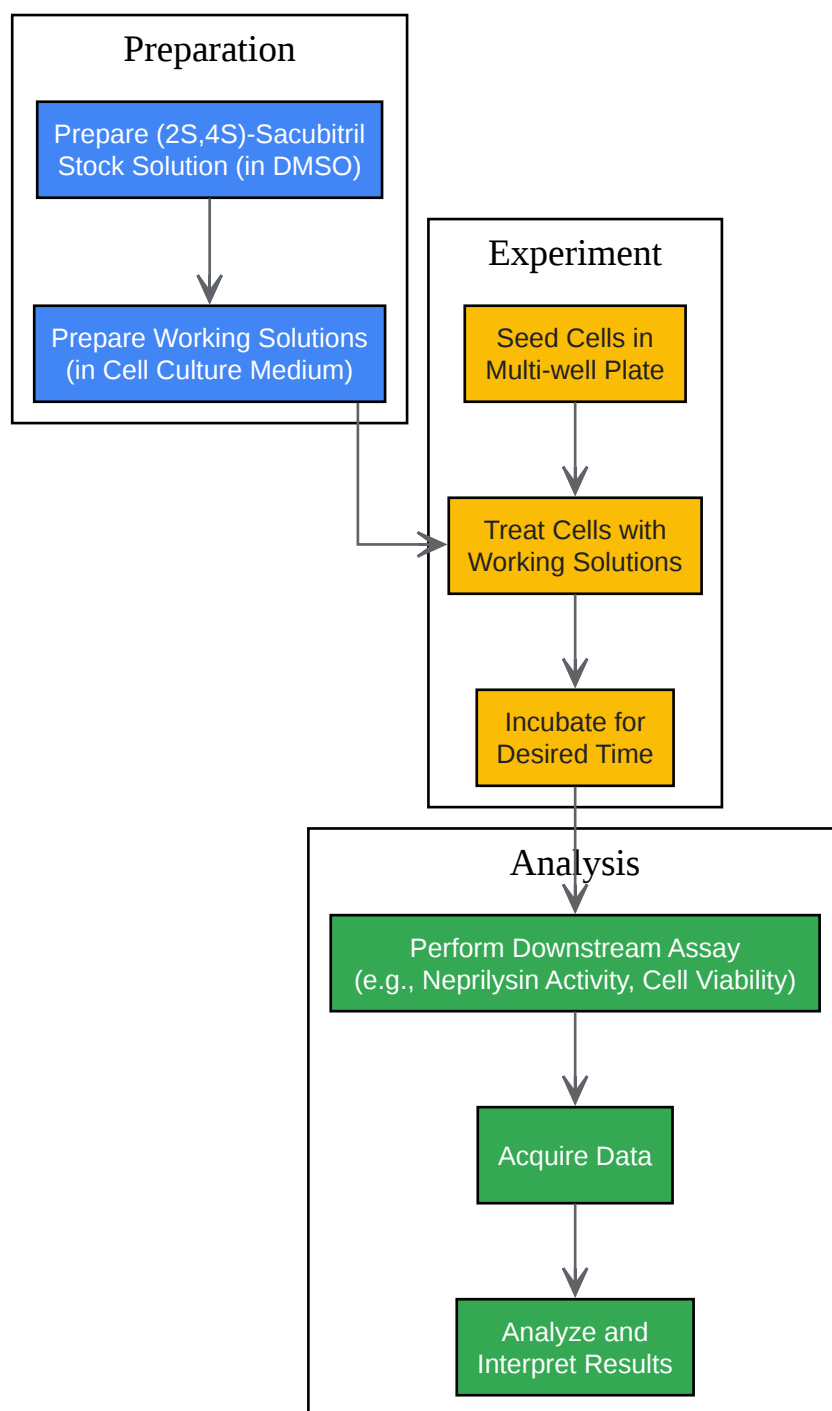 Preparation
Prepare (2S,4S)-Sacubitril
Stock Solution (in DMSO)
Prepare Working Solutions
(in Cell Culture Medium)
Experiment
Seed Cells in
Multi-well Plate
Treat Cells with
Working Solutions
Incubate for
Desired Time
Analysis
Perform Downstream Assay
(e.g., Neprilysin Activity, Cell Viability)
Acquire Data
Analyze and
Interpret Results